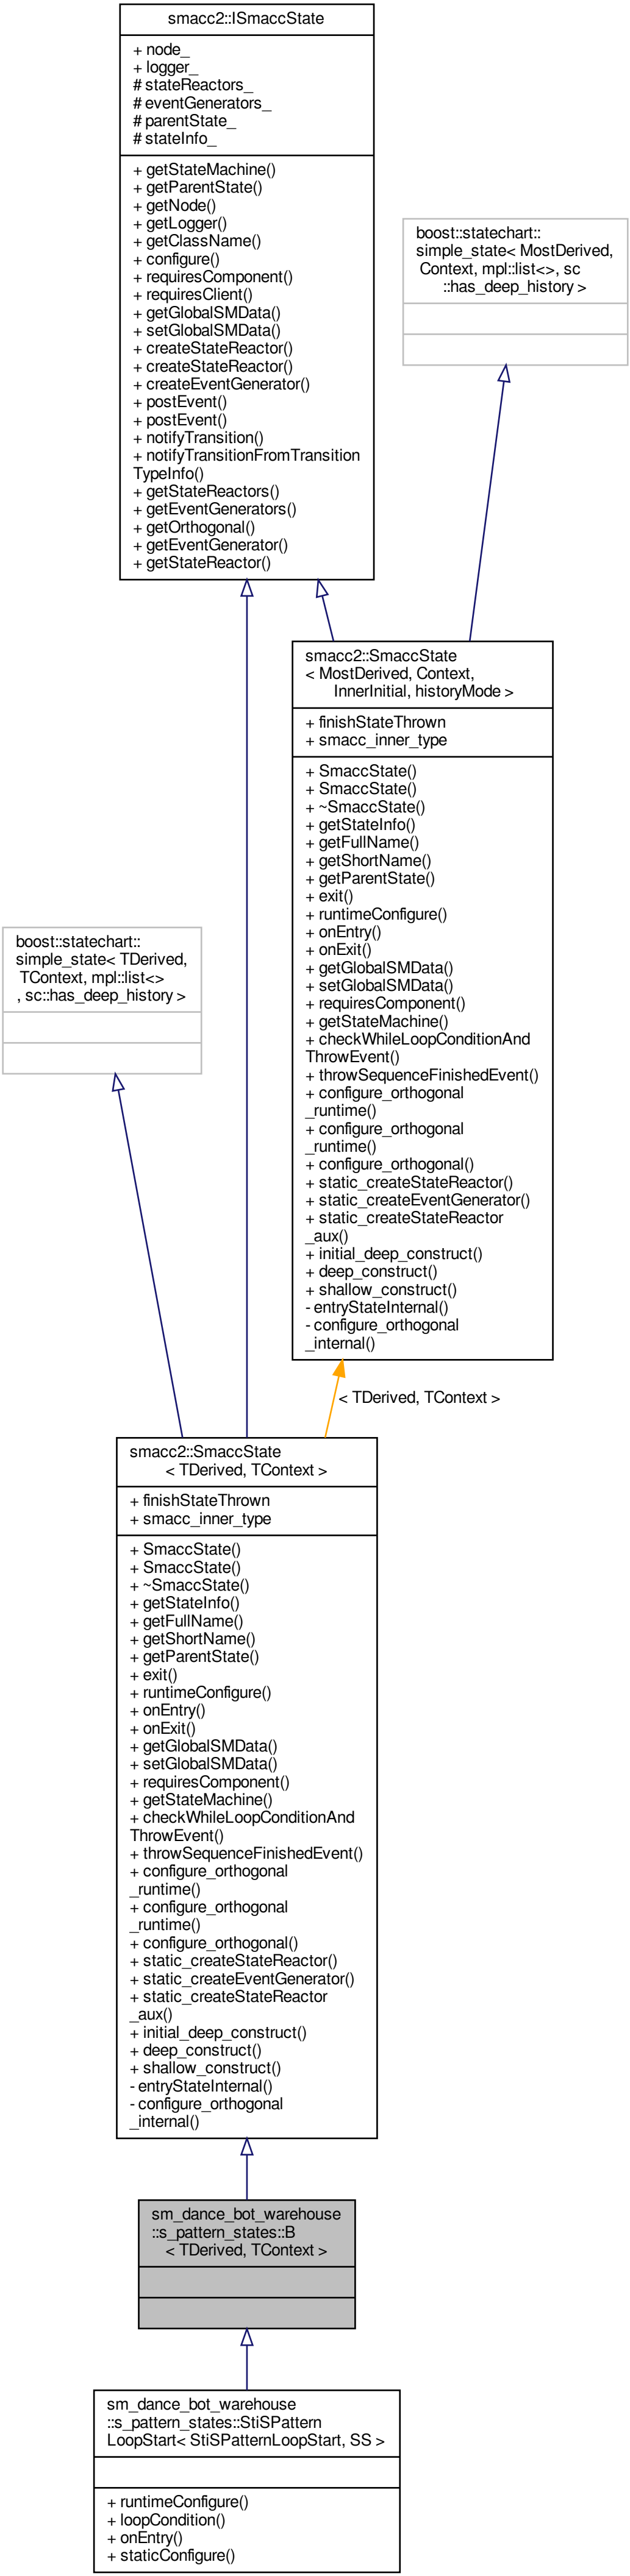 smacc2::ISmaccState
+ node_
+ logger_
# stateReactors_
# eventGenerators_
# parentState_
# stateInfo_
+ getStateMachine()
+ getParentState()
+ getNode()
+ getLogger()
+ getClassName()
+ configure()
+ requiresComponent()
+ requiresClient()
+ getGlobalSMData()
+ setGlobalSMData()
+ createStateReactor()
+ createStateReactor()
+ createEventGenerator()
+ postEvent()
+ postEvent()
+ notifyTransition()
+ notifyTransitionFromTransition
TypeInfo()
+ getStateReactors()
+ getEventGenerators()
+ getOrthogonal()
+ getEventGenerator()
+ getStateReactor()
boost::statechart::
simple_state< MostDerived,
Context, mpl::list<>, sc
::has_deep_history >
smacc2::SmaccState
< MostDerived, Context,
InnerInitial, historyMode >
+ finishStateThrown
+ smacc_inner_type
+ SmaccState()
+ SmaccState()
+ ~SmaccState()
+ getStateInfo()
+ getFullName()
+ getShortName()
+ getParentState()
+ exit()
+ runtimeConfigure()
+ onEntry()
+ onExit()
+ getGlobalSMData()
+ setGlobalSMData()
+ requiresComponent()
+ getStateMachine()
+ checkWhileLoopConditionAnd
ThrowEvent()
+ throwSequenceFinishedEvent()
+ configure_orthogonal
_runtime()
+ configure_orthogonal
_runtime()
+ configure_orthogonal()
+ static_createStateReactor()
+ static_createEventGenerator()
+ static_createStateReactor
_aux()
+ initial_deep_construct()
+ deep_construct()
+ shallow_construct()
- entryStateInternal()
- configure_orthogonal
_internal()
boost::statechart::
simple_state< TDerived,
TContext, mpl::list<>
, sc::has_deep_history >
< TDerived, TContext >
smacc2::SmaccState
< TDerived, TContext >
+ finishStateThrown
+ smacc_inner_type
+ SmaccState()
+ SmaccState()
+ ~SmaccState()
+ getStateInfo()
+ getFullName()
+ getShortName()
+ getParentState()
+ exit()
+ runtimeConfigure()
+ onEntry()
+ onExit()
+ getGlobalSMData()
+ setGlobalSMData()
+ requiresComponent()
+ getStateMachine()
+ checkWhileLoopConditionAnd
ThrowEvent()
+ throwSequenceFinishedEvent()
+ configure_orthogonal
_runtime()
+ configure_orthogonal
_runtime()
+ configure_orthogonal()
+ static_createStateReactor()
+ static_createEventGenerator()
+ static_createStateReactor
_aux()
+ initial_deep_construct()
+ deep_construct()
+ shallow_construct()
- entryStateInternal()
- configure_orthogonal
_internal()
sm_dance_bot_warehouse
::s_pattern_states::B
< TDerived, TContext >
sm_dance_bot_warehouse
::s_pattern_states::StiSPattern
LoopStart< StiSPatternLoopStart, SS >
+ runtimeConfigure()
+ loopCondition()
+ onEntry()
+ staticConfigure()